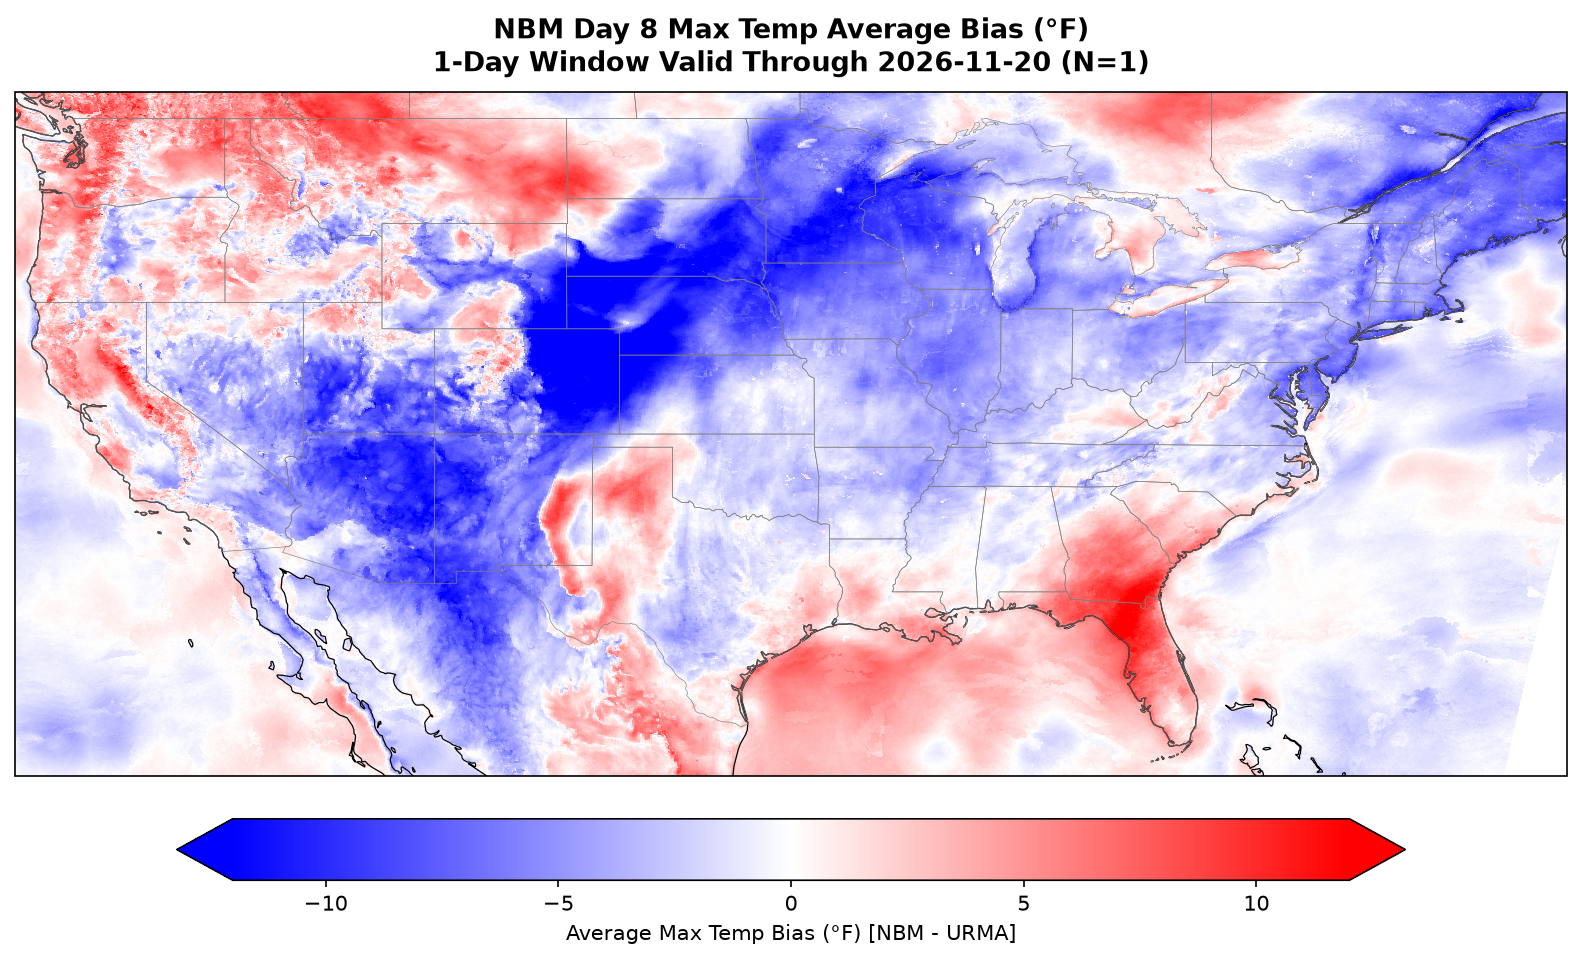 NBM Day 8 Max Temp Average Bias (°F)
1-Day Window Valid Through 2026-11-20 (N=1)
−10 −5 0 5 10
Average Max Temp Bias (°F) [NBM - URMA]